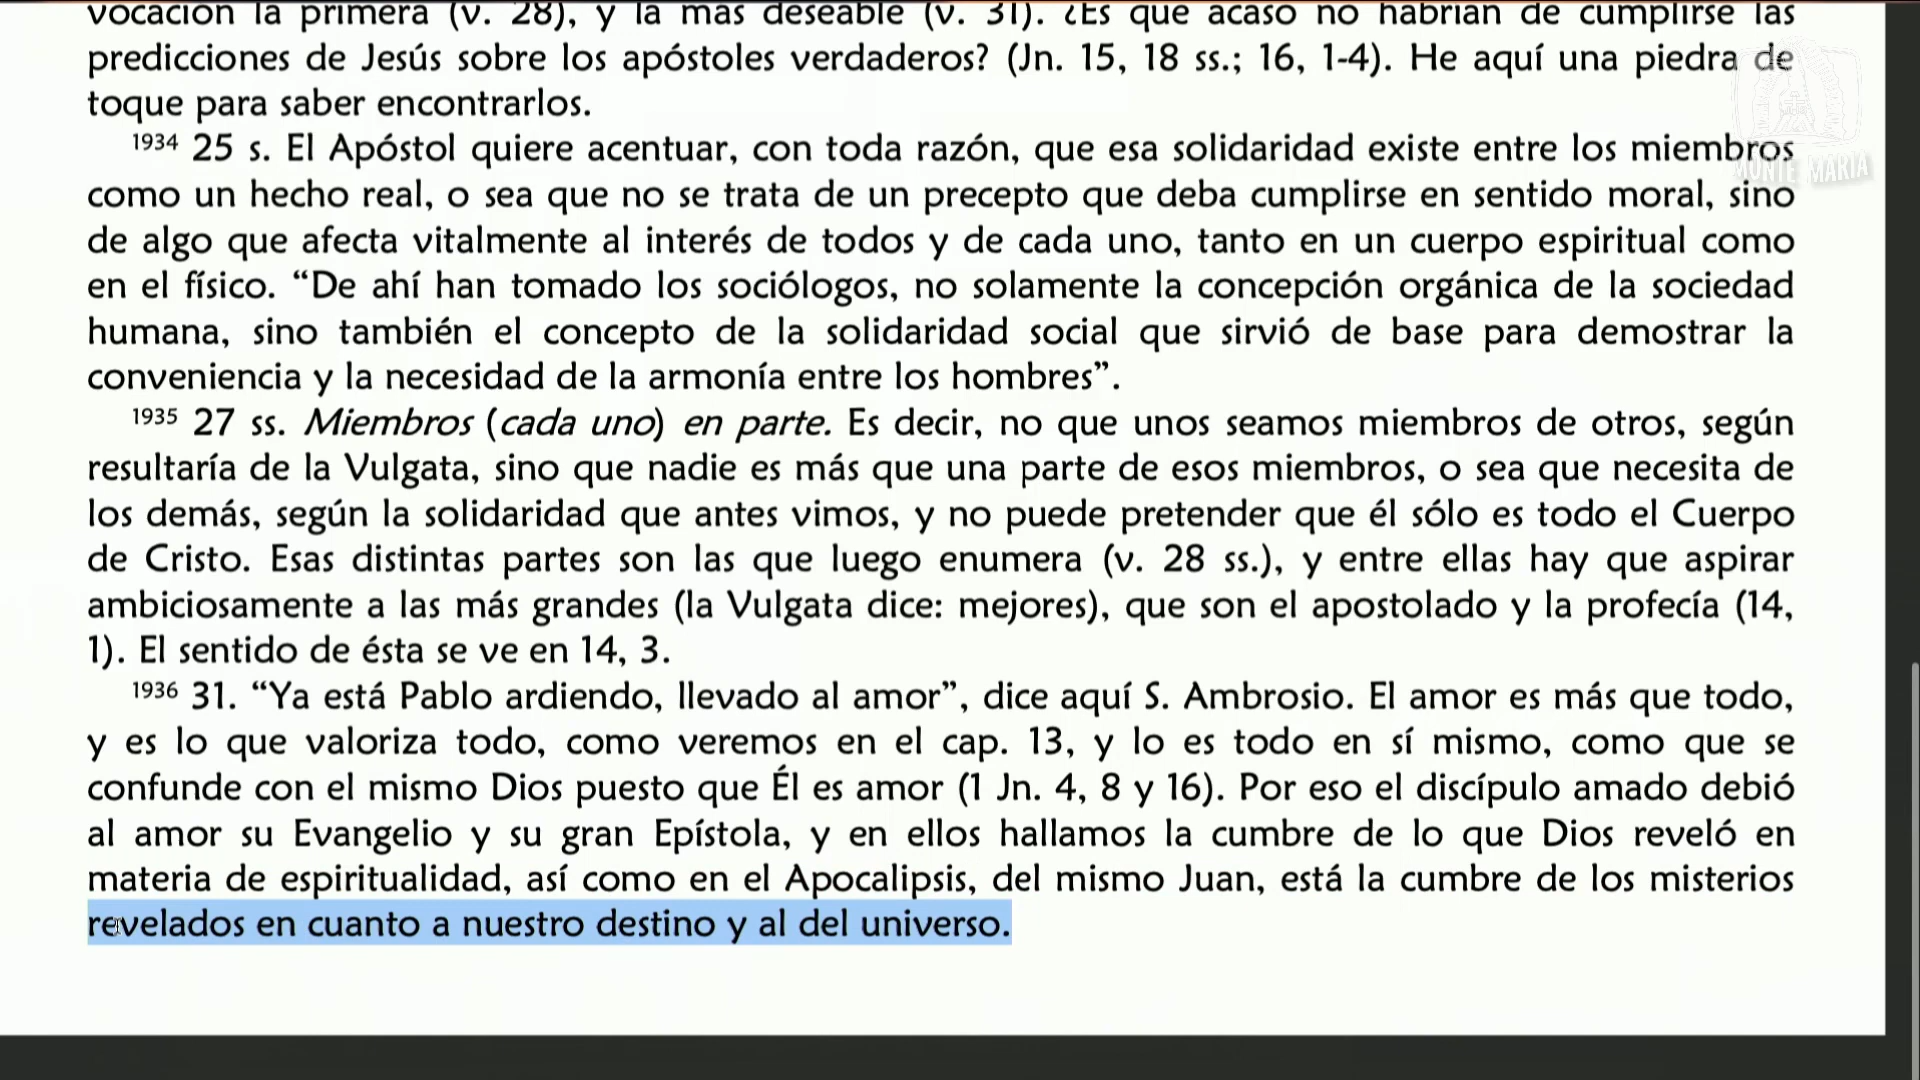 vocación la primera (v. 28), y la más deseable (v. 31). ¿Es que acaso no habrían de cumplirse las
predicciones de Jesús sobre los apóstoles verdaderos? (Jn. 15, 18 ss.; 16, 1-4). He aquí una piedra de
toque para saber encontrarlos.
1934 25 s. El Apóstol quiere acentuar, con toda razón, que esa solidaridad existe entre los miembros
como un hecho real, o sea que no se trata de un precepto que deba cumplirse en sentido moral, sino
de algo que afecta vitalmente al interés de todos y de cada uno, tanto en un cuerpo espiritual como
en el físico. “De ahí han tomado los sociólogos, no solamente la concepción orgánica de la sociedad
humana, sino también el concepto de la solidaridad social que sirvió de base para demostrar la
conveniencia y la necesidad de la armonía entre los hombres”.
1935 27 ss. Miembros (cada uno) en parte. Es decir, no que unos seamos miembros de otros, según
resultaría de la Vulgata, sino que nadie es más que una parte de esos miembros, o sea que necesita de
los demás, según la solidaridad que antes vimos, y no puede pretender que él sólo es todo el Cuerpo
de Cristo. Esas distintas partes son las que luego enumera (v. 28 ss.), y entre ellas hay que aspirar
ambiciosamente a las más grandes (la Vulgata dice: mejores), que son el apostolado y la profecía (14,
1). El sentido de ésta se ve en 14, 3.
1936 31. “Ya está Pablo ardiendo, llevado al amor”, dice aquí S. Ambrosio. El amor es más que todo,
y es lo que valoriza todo, como veremos en el cap. 13, y lo es todo en sí mismo, como que se
confunde con el mismo Dios puesto que Él es amor (1 Jn. 4, 8 y 16). Por eso el discípulo amado debió
al amor su Evangelio y su gran Epístola, y en ellos hallamos la cumbre de lo que Dios reveló en
materia de espiritualidad, así como en el Apocalipsis, del mismo Juan, está la cumbre de los misterios
revelados en cuanto a nuestro destino y al del universo.
MONTE MARIA